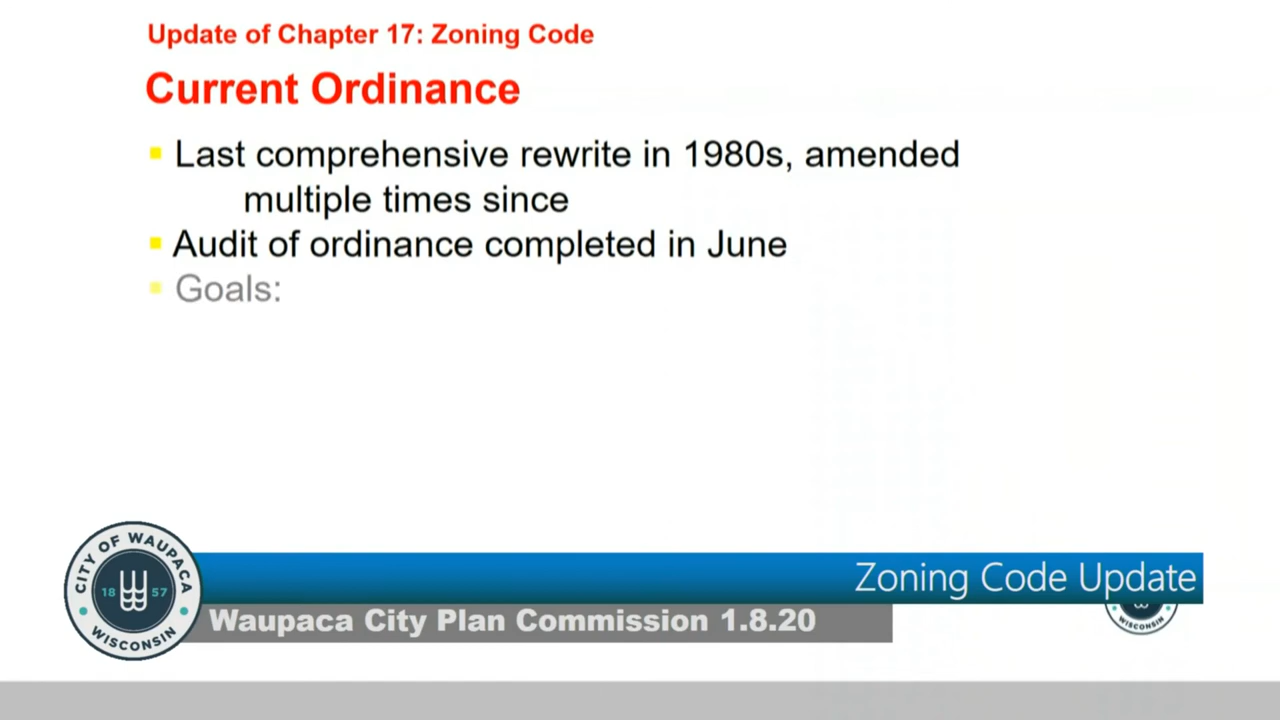 Update of Chapter 17: Zoning Code
Current Ordinance
Last comprehensive rewrite in 1980s, amended
multiple times since
Audit of ordinance completed in June
Goals:
Zoning Code Update
Waupaca City Plan Commission 1.8.20
CITY OF WAUPACA
18 57
WISCONSIN
WISCONSIN